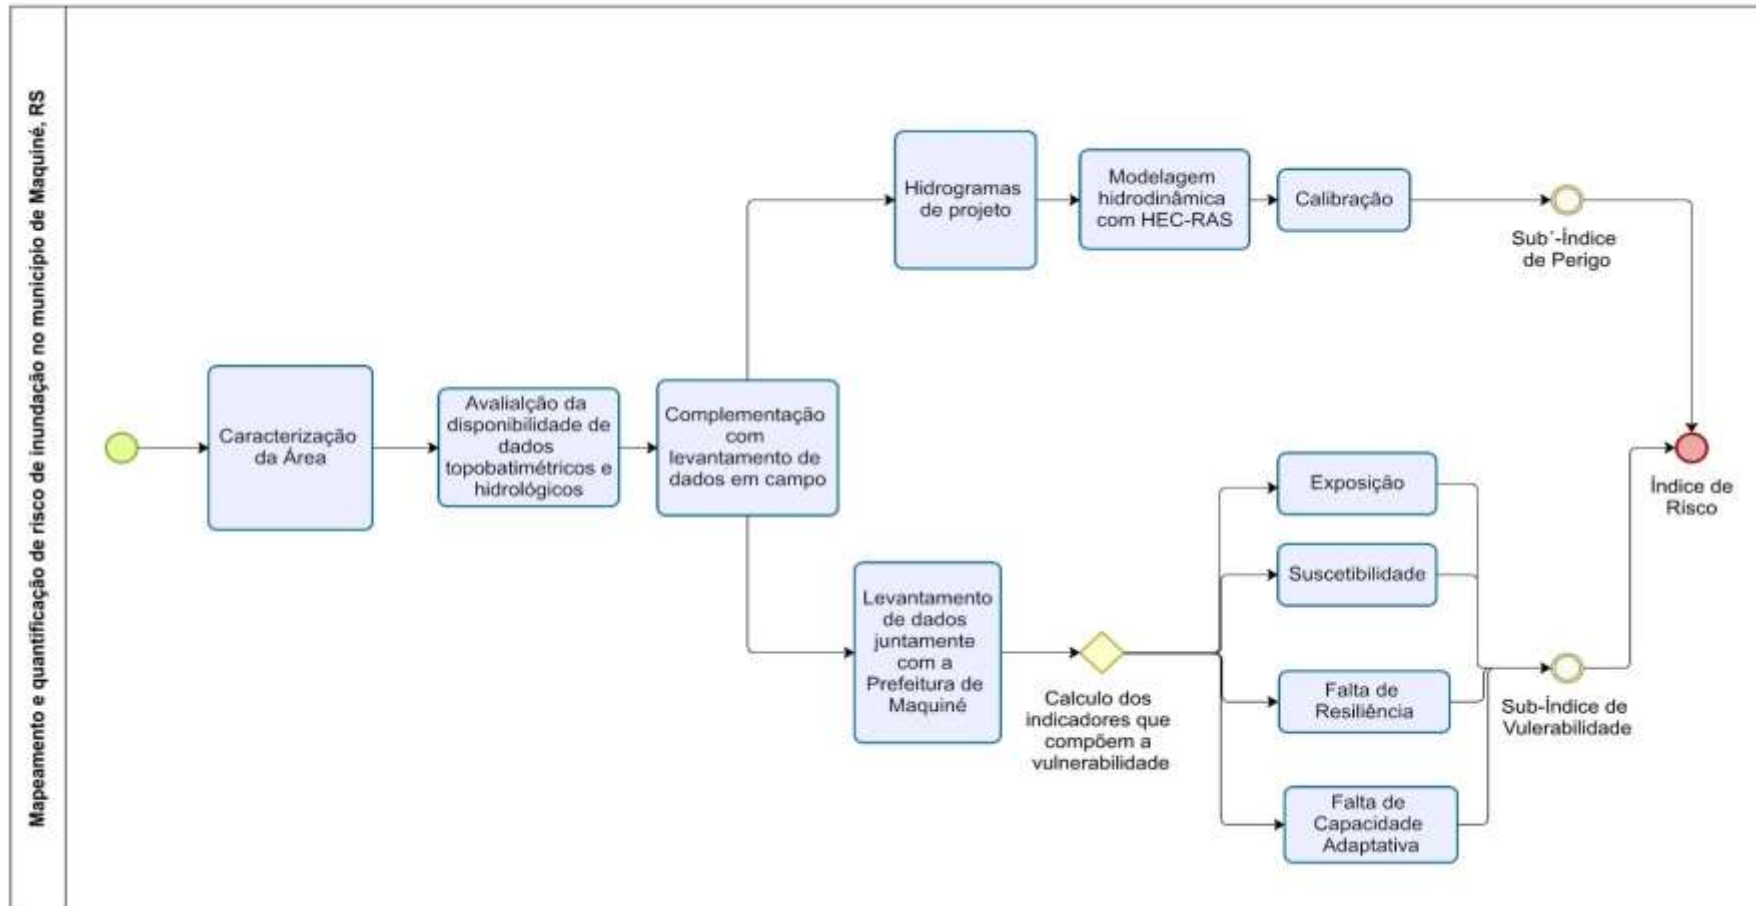 Mapeamento e quantificação de risco de inundação no municipio de Maquiné, RS
Caracterização
da Área
Avalialção da
disponibilidade de
dados
topobatimétricos e
hidrológicos
Complementação
com
levantamento de
dados em campo
Hidrogramas
de projeto
Modelagem
hidrodinâmica
com HEC-RAS
Calibração
Sub´-Índice
de Perigo
Levantamento
de dados
juntamente
com a
Prefeitura de
Maquiné
Calculo dos
indicadores que
compõem a
vulnerabilidade
Exposição
Suscetibilidade
Falta de
Resiliência
Falta de
Capacidade
Adaptativa
Sub-Índice de
Vulerabilidade
Índice de
Risco